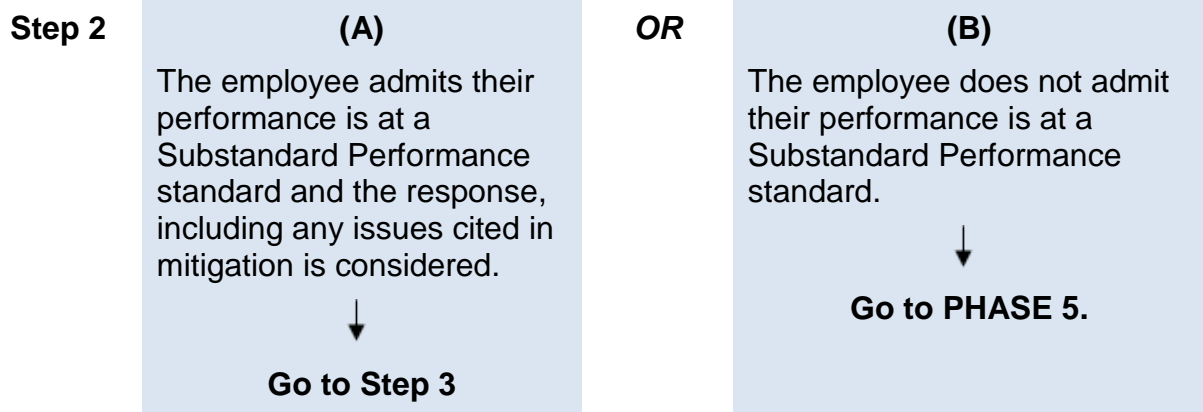 Step 2
(A)
The employee admits their
performance is at a
Substandard Performance
standard and the response,
including any issues cited in
mitigation is considered.
Go to Step 3
OR
(B)
The employee does not admit
their performance is at a
Substandard Performance
standard.
Go to PHASE 5.